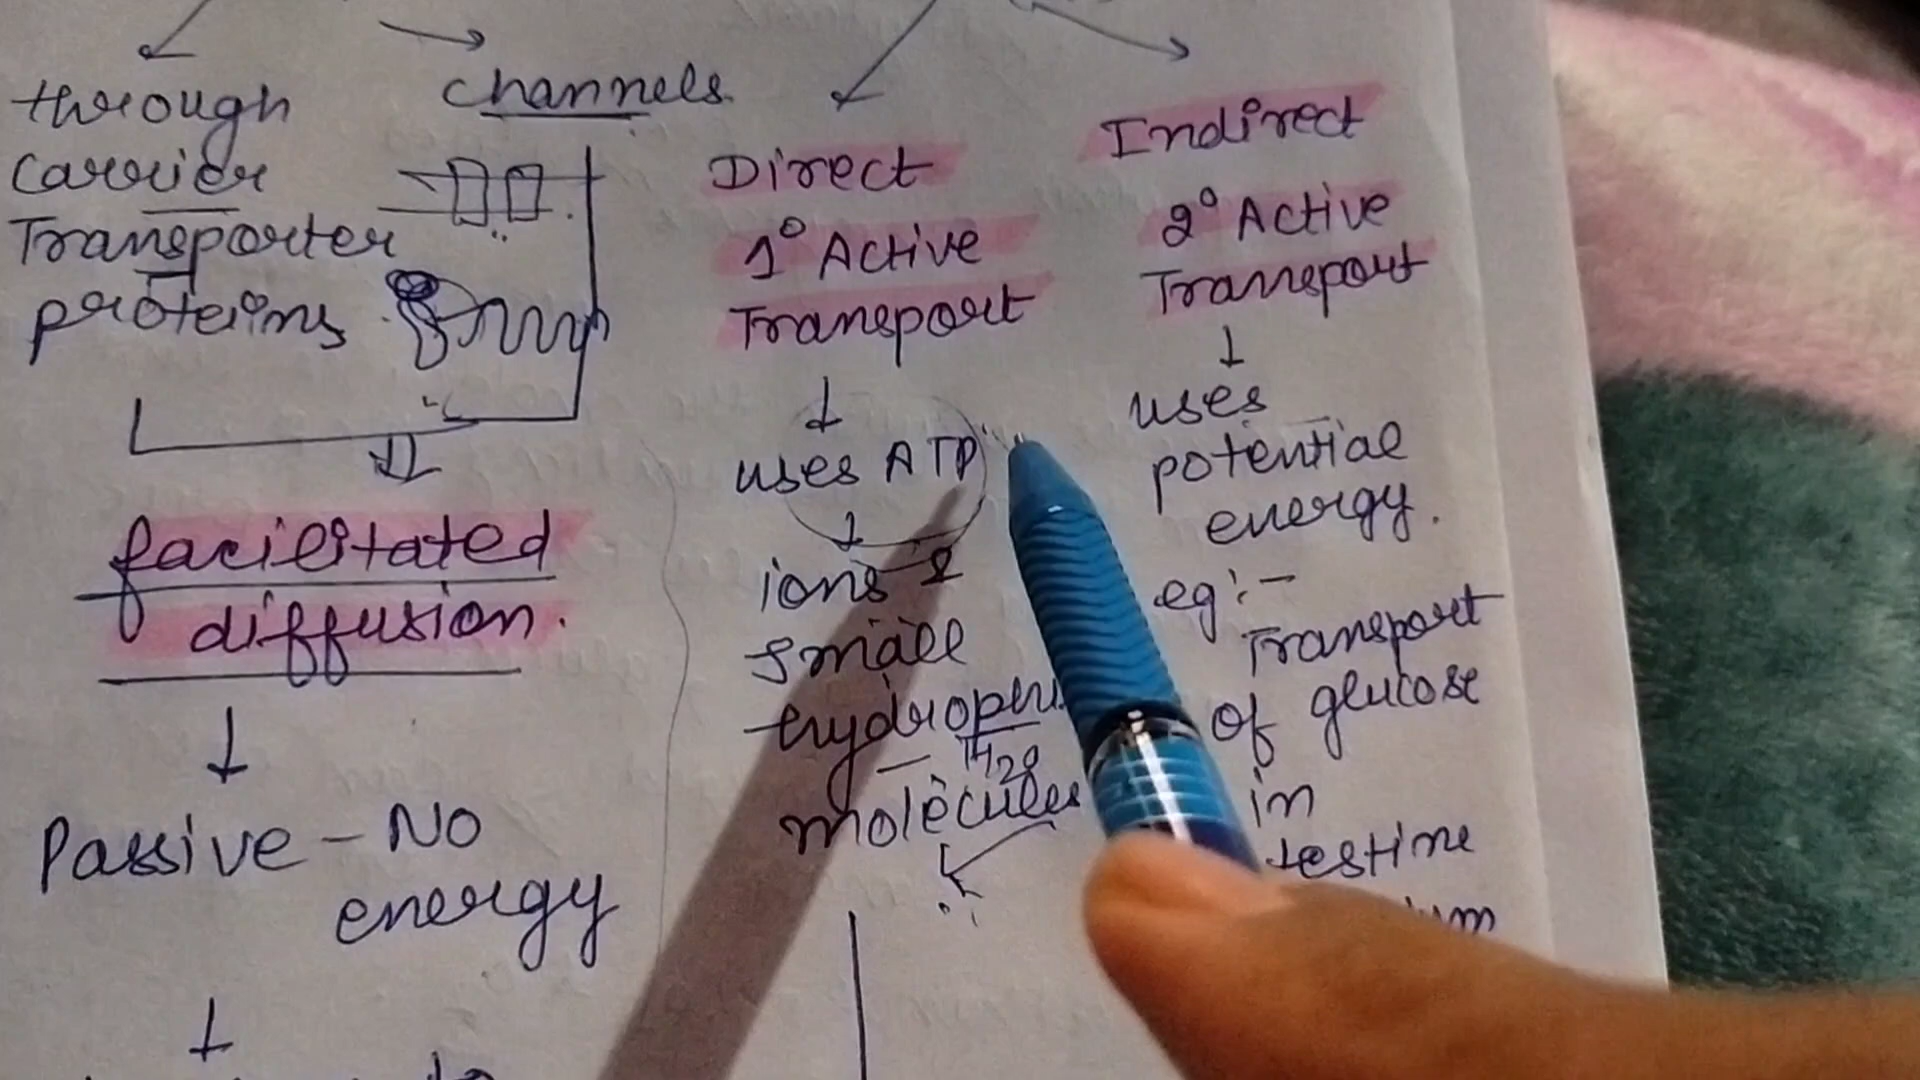 through
carrier
Transporter
proteins
channels
facilitated
diffusion.
Passive - No
energy
Direct
1° Active
Transport
uses ATP
ions &
small
H2O
molecules
Indirect
2° Active
Transport
uses
potential
energy.
eg:-
Transport
of glucose
in